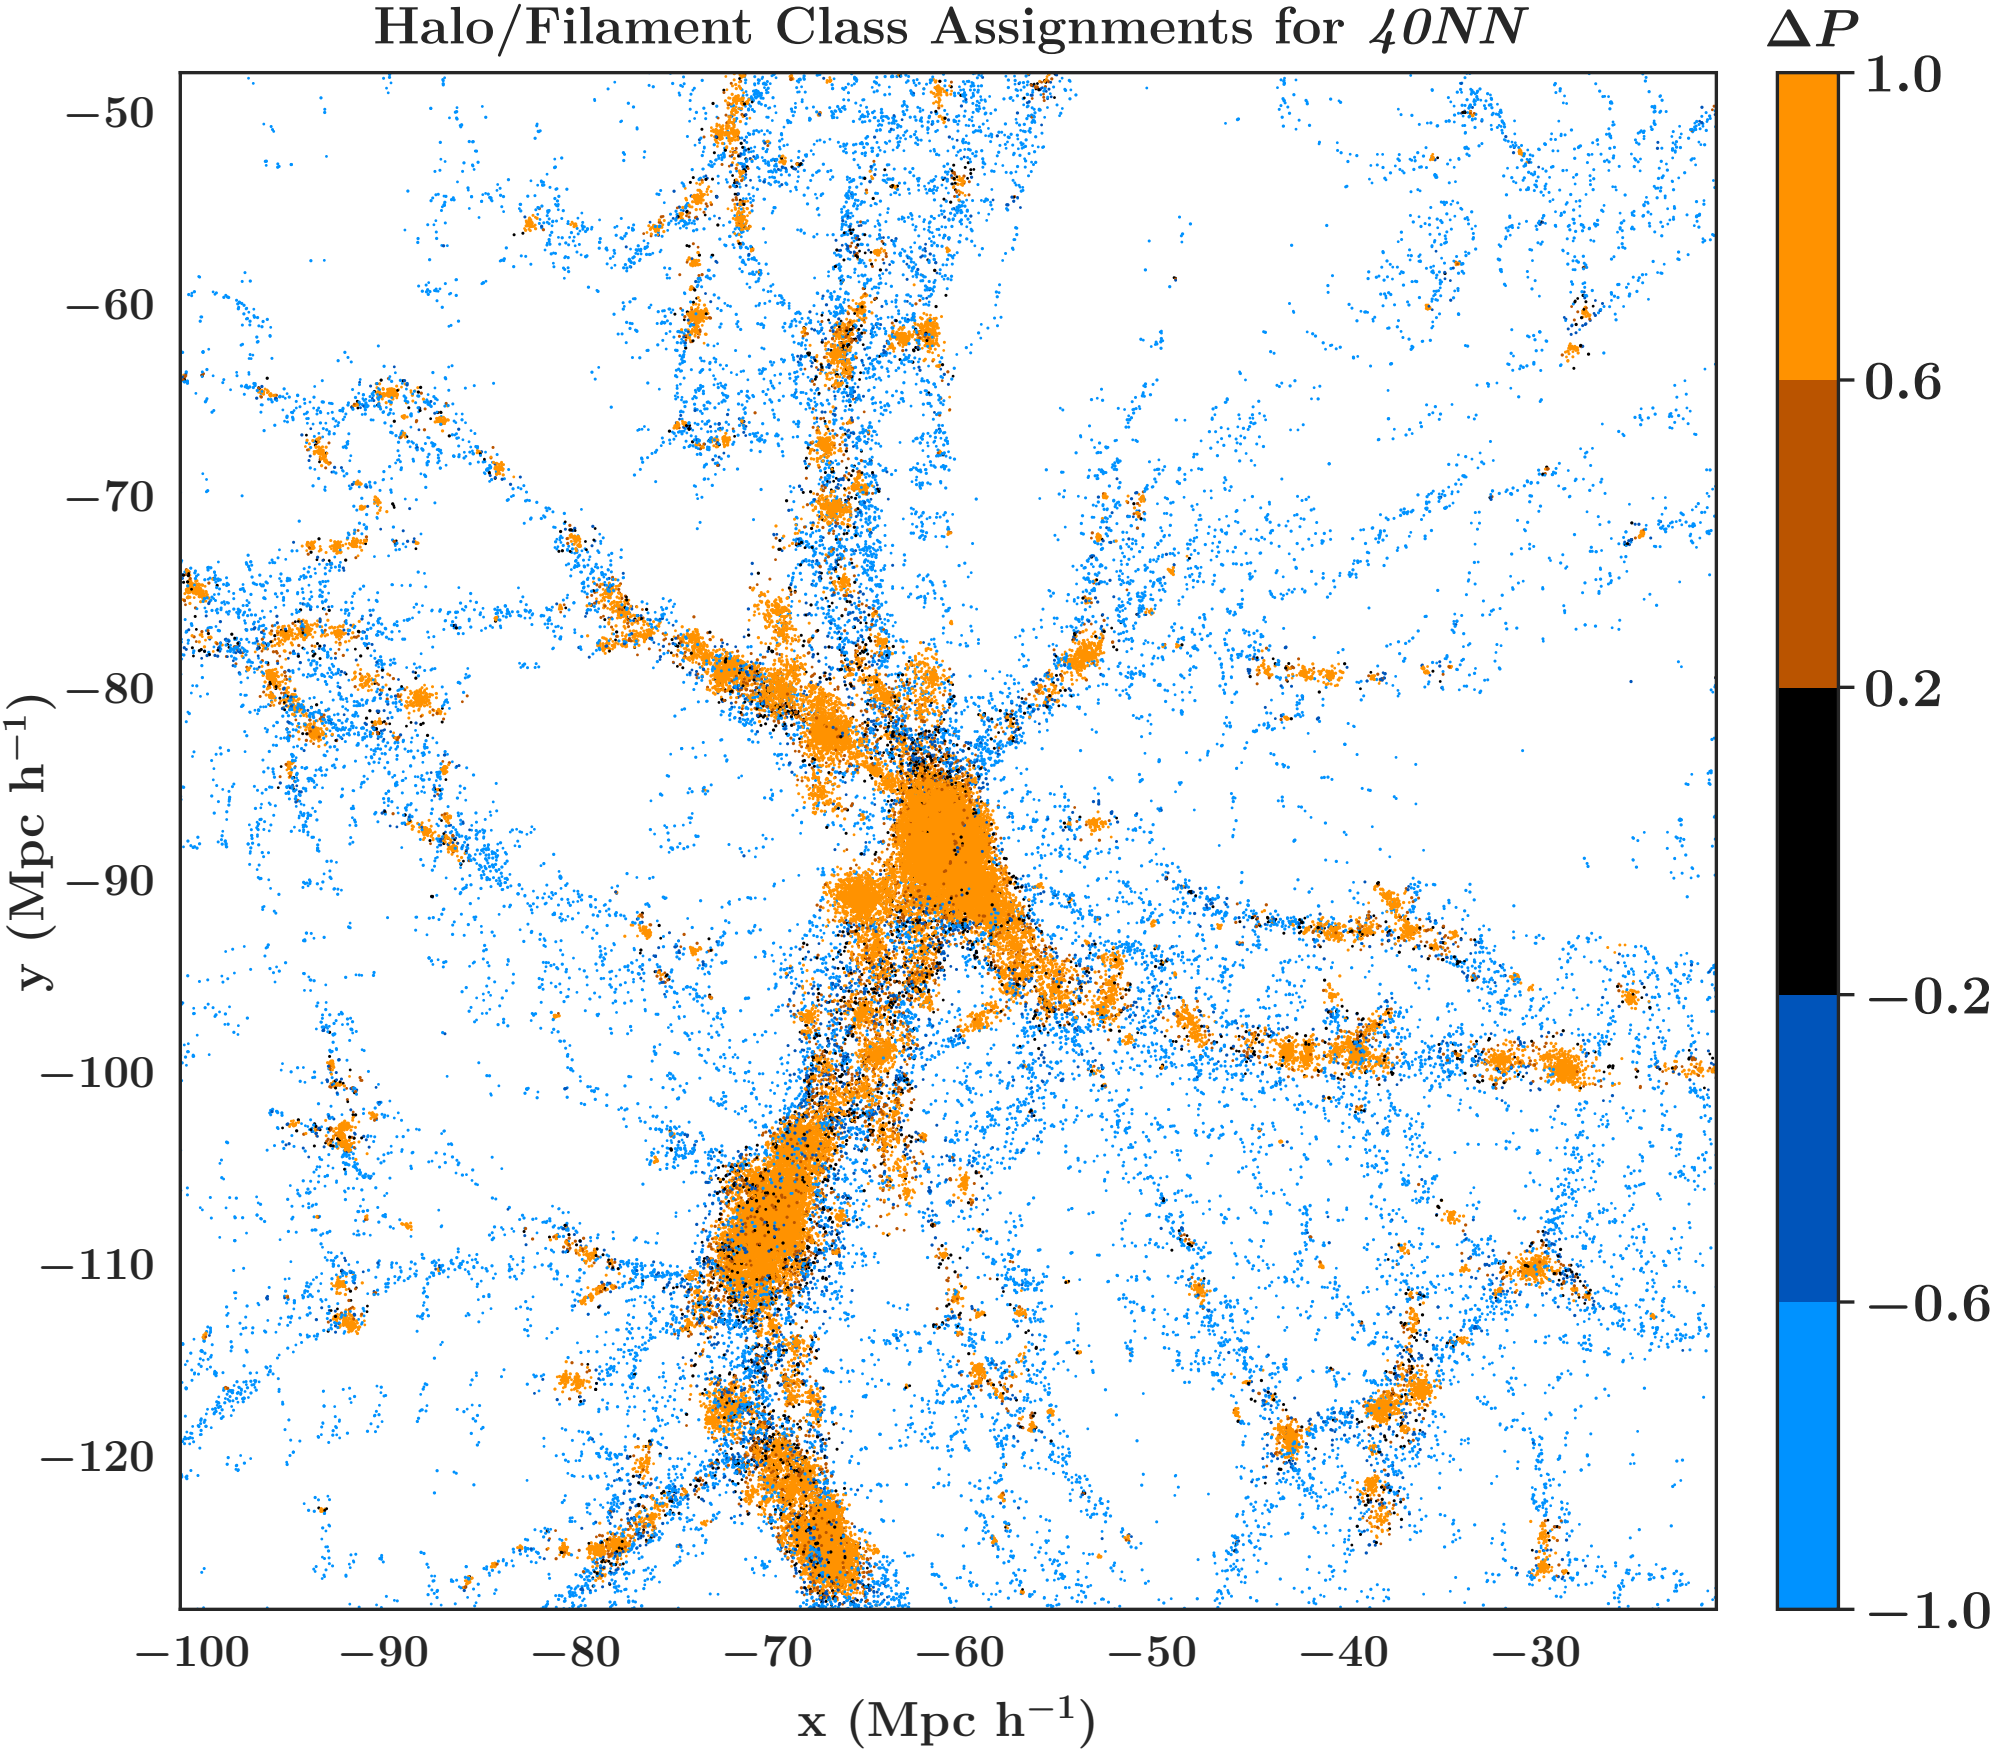 Halo/Filament Class Assignments for 40NN
ΔP
1.0
0.6
0.2
−0.2
−0.6
−1.0
y (Mpc h⁻¹)
−50
−60
−70
−80
−90
−100
−110
−120
−100 −90 −80 −70 −60 −50 −40 −30
x (Mpc h⁻¹)